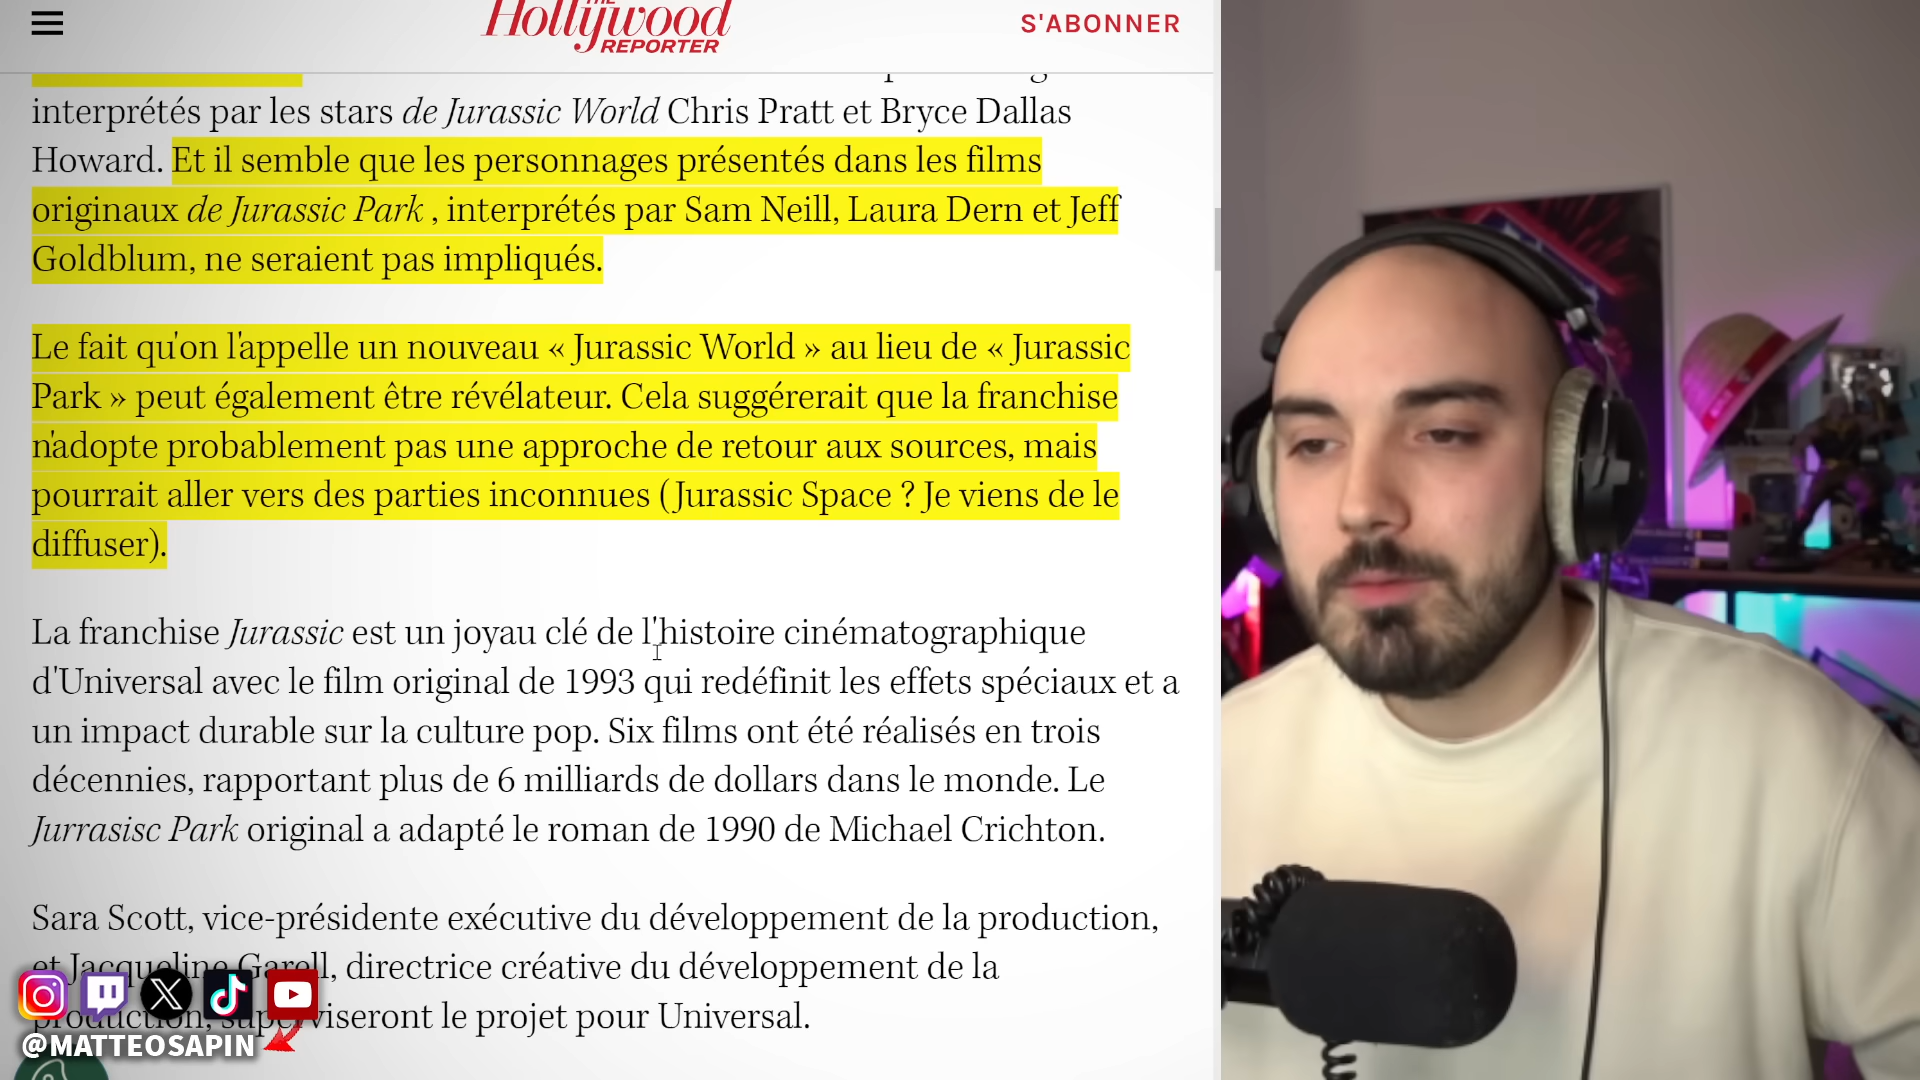 THE
Hollywood
REPORTER
S'ABONNER
interprétés par les stars de Jurassic World Chris Pratt et Bryce Dallas
Howard. Et il semble que les personnages présentés dans les films
originaux de Jurassic Park , interprétés par Sam Neill, Laura Dern et Jeff
Goldblum, ne seraient pas impliqués.
Le fait qu'on l'appelle un nouveau « Jurassic World » au lieu de « Jurassic
Park » peut également être révélateur. Cela suggérerait que la franchise
n'adopte probablement pas une approche de retour aux sources, mais
pourrait aller vers des parties inconnues (Jurassic Space ? Je viens de le
diffuser).
La franchise Jurassic est un joyau clé de l'histoire cinématographique
d'Universal avec le film original de 1993 qui redéfinit les effets spéciaux et a
un impact durable sur la culture pop. Six films ont été réalisés en trois
décennies, rapportant plus de 6 milliards de dollars dans le monde. Le
Jurrasisc Park original a adapté le roman de 1990 de Michael Crichton.
Sara Scott, vice-présidente exécutive du développement de la production,
et Jacqueline Garell, directrice créative du développement de la
production, superviseront le projet pour Universal.
@MATTEOSAPIN